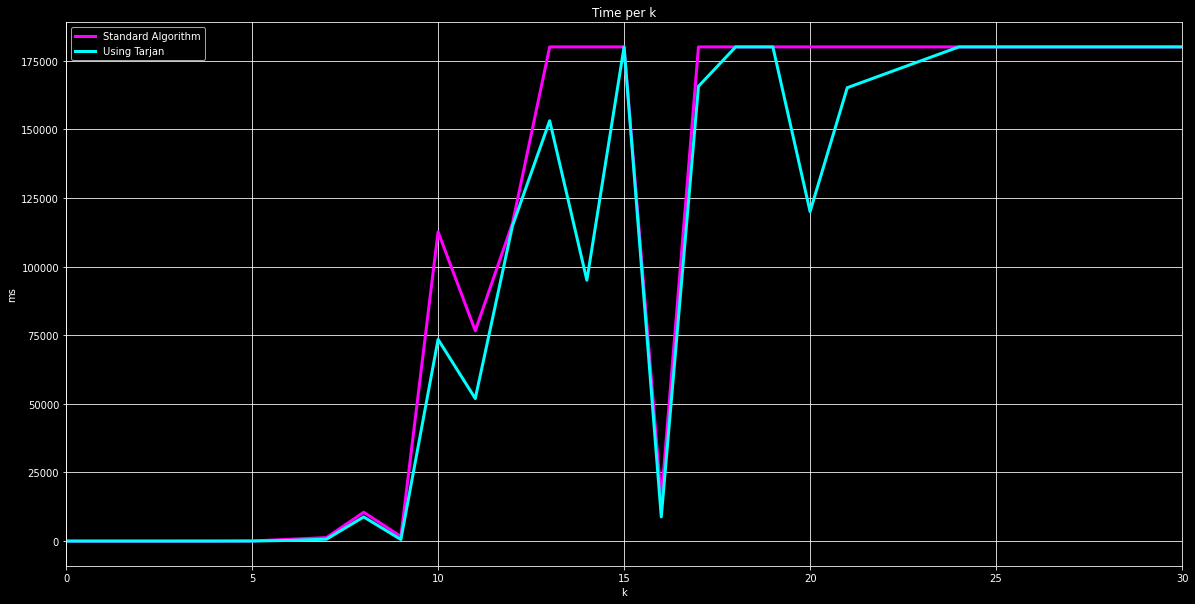 Time per k
Standard Algorithm
Using Tarjan
175000
150000
125000
100000
75000
50000
25000
0
ms
0 5 10 15 20 25 30
k